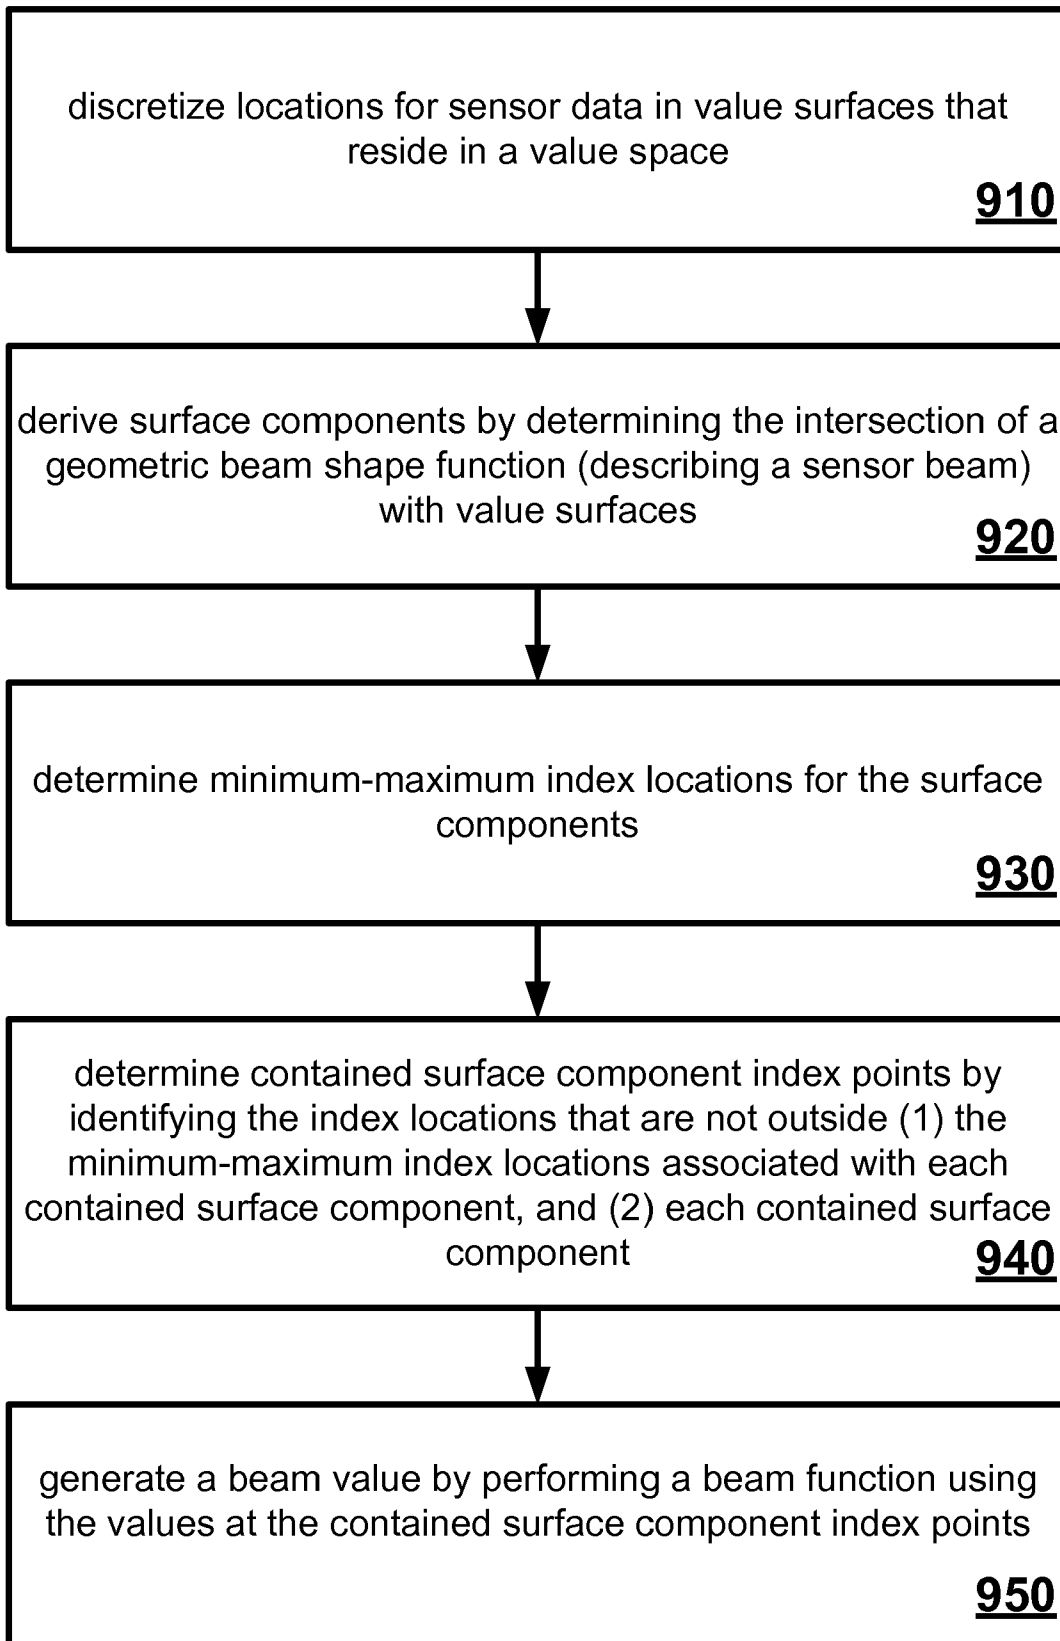 discretize locations for sensor data in value surfaces that
reside in a value space
910
derive surface components by determining the intersection of a
geometric beam shape function (describing a sensor beam)
with value surfaces
920
determine minimum-maximum index locations for the surface
components
930
determine contained surface component index points by
identifying the index locations that are not outside (1) the
minimum-maximum index locations associated with each
contained surface component, and (2) each contained surface
component
940
generate a beam value by performing a beam function using
the values at the contained surface component index points
950